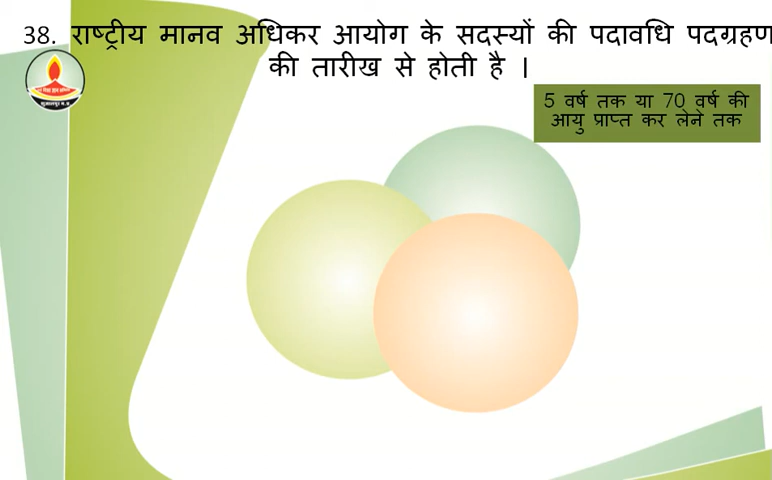 38. राष्ट्रीय मानव अधिकर आयोग के सदस्यों की पदावधि पदग्रहण
की तारीख से होती है ।
5 वर्ष तक या 70 वर्ष की
आयु प्राप्त कर लेने तक